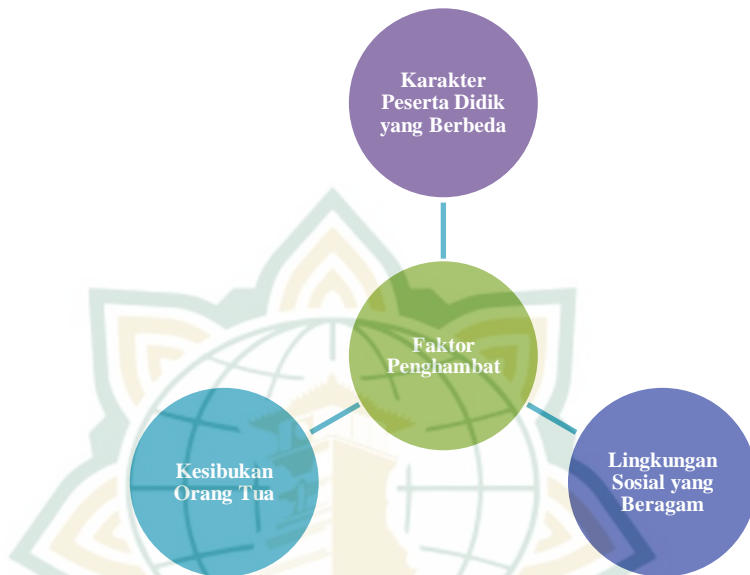 Karakter
Peserta Didik
yang Berbeda
Faktor
Penghambat
Kesibukan
Orang Tua
Lingkungan
Sosial yang
Beragam